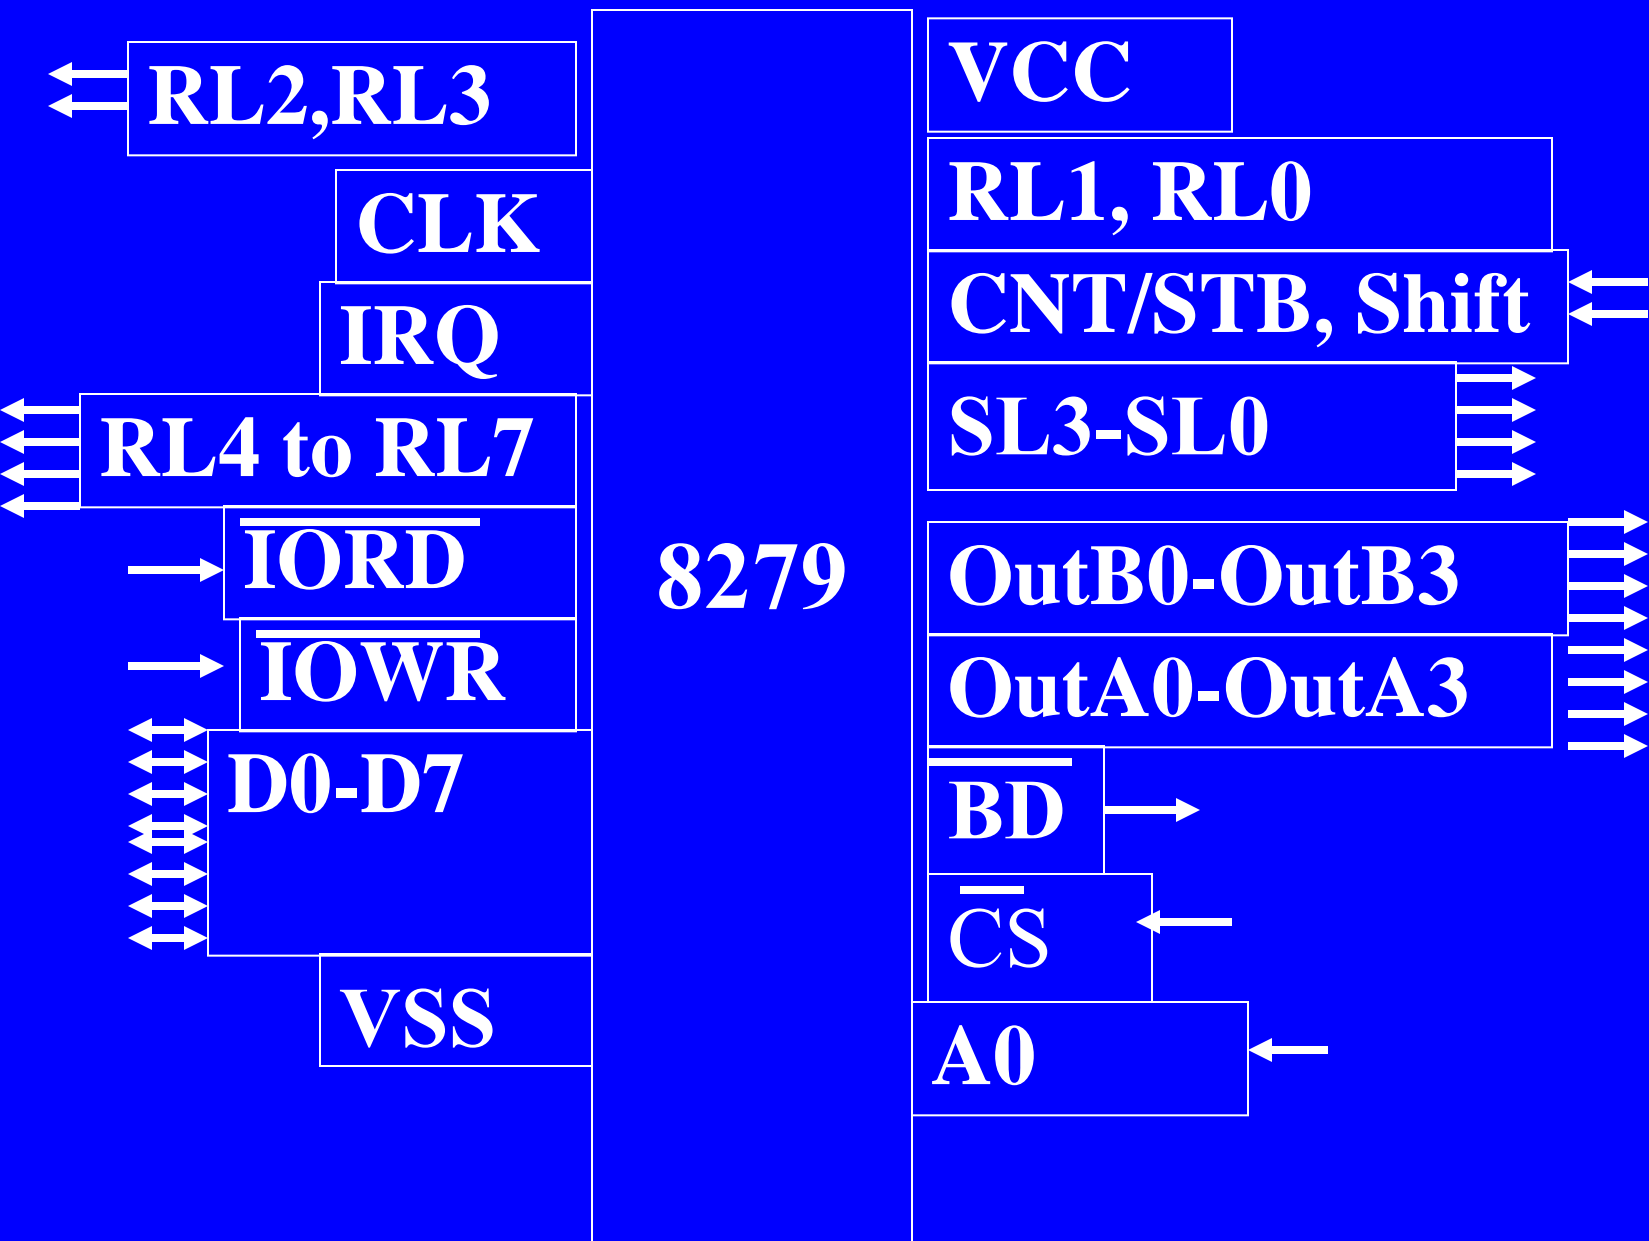 RL2,RL3
CLK
IRQ
RL4 to RL7
IORD
IOWR
D0-D7
VSS
8279
VCC
RL1, RL0
CNT/STB, Shift
SL3-SL0
OutB0-OutB3
OutA0-OutA3
BD
CS
A0